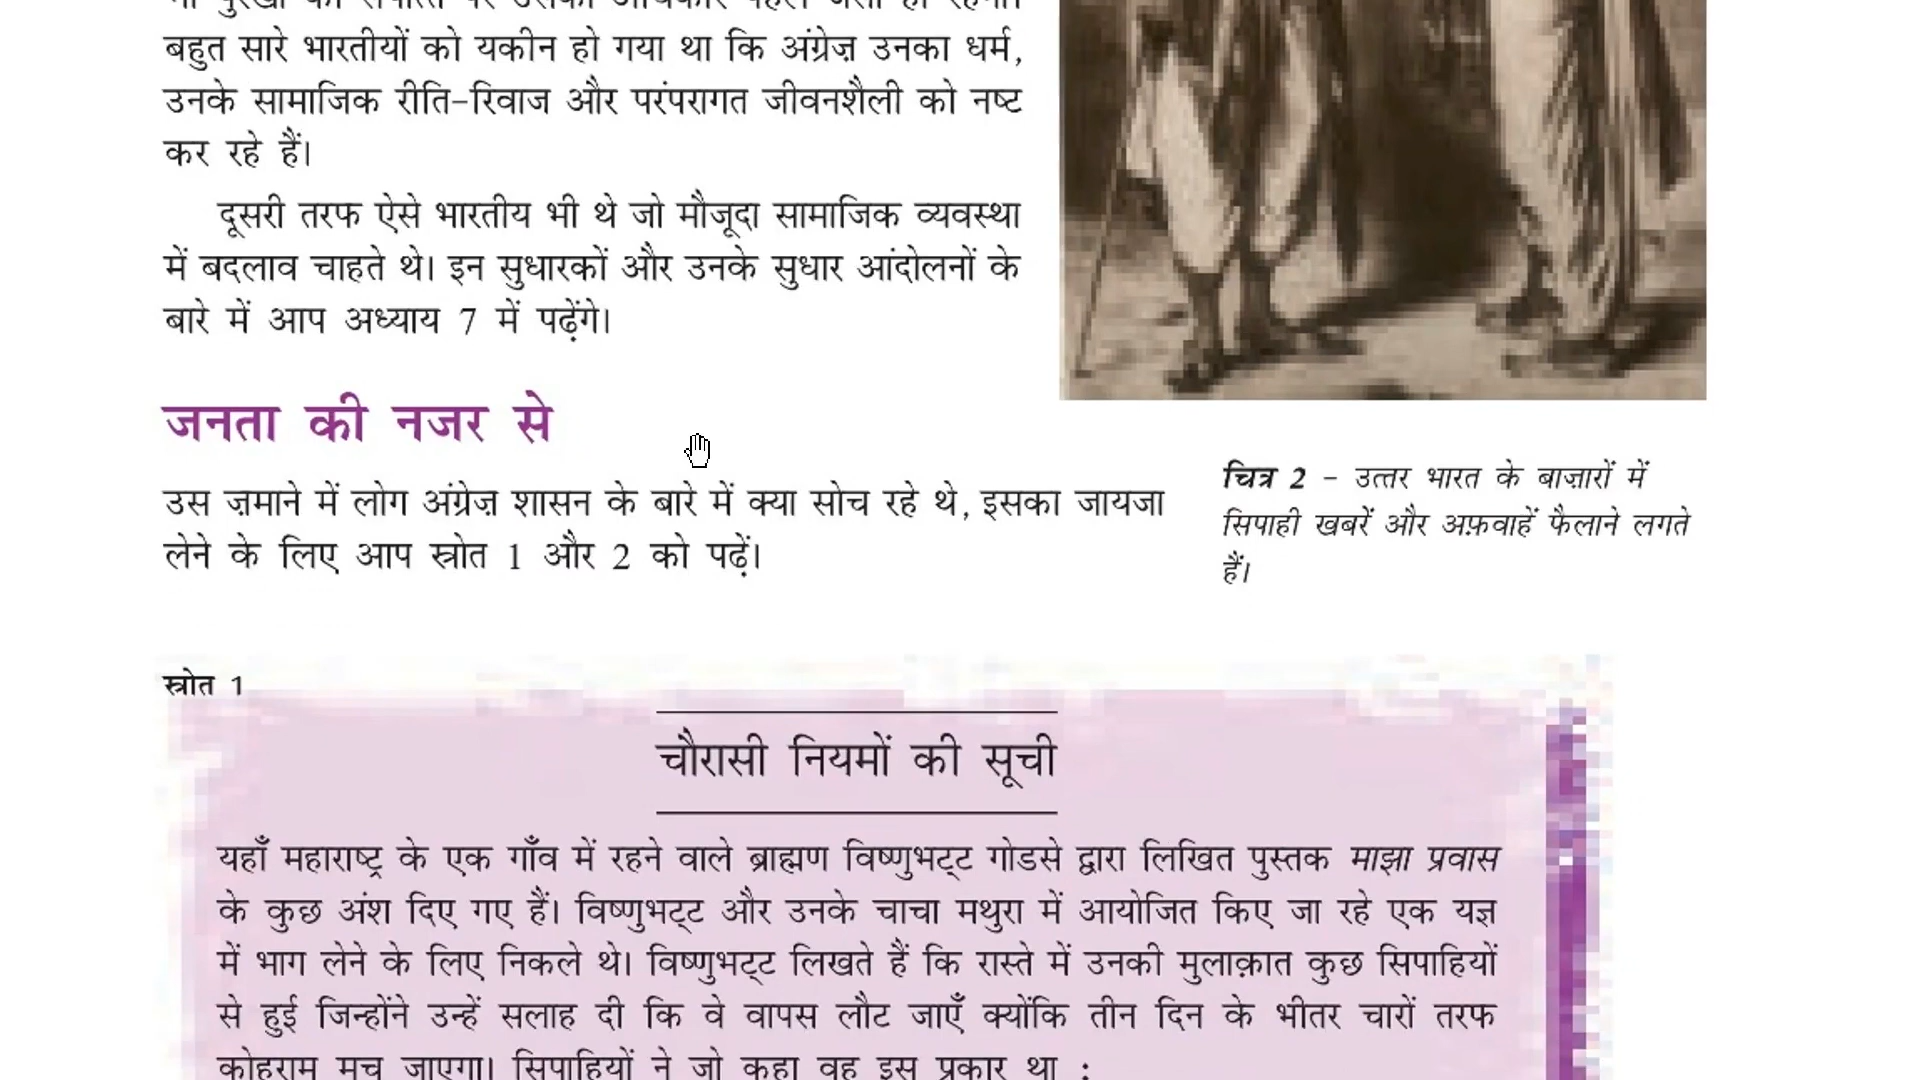 बहुत सारे भारतीयों को यकीन हो गया था कि अंग्रेज़ उनका धर्म,
उनके सामाजिक रीति-रिवाज और परंपरागत जीवनशैली को नष्ट
कर रहे हैं।
दूसरी तरफ ऐसे भारतीय भी थे जो मौजूदा सामाजिक व्यवस्था
में बदलाव चाहते थे। इन सुधारकों और उनके सुधार आंदोलनों के
बारे में आप अध्याय 7 में पढ़ेंगे।
जनता की नजर से
उस ज़माने में लोग अंग्रेज़ शासन के बारे में क्या सोच रहे थे, इसका जायजा
लेने के लिए आप स्रोत 1 और 2 को पढ़ें।
चित्र 2 - उत्तर भारत के बाज़ारों में
सिपाही खबरें और अफ़वाहें फैलाने लगते
हैं।
स्रोत 1
चौरासी नियमों की सूची
यहाँ महाराष्ट्र के एक गाँव में रहने वाले ब्राह्मण विष्णुभट्ट गोडसे द्वारा लिखित पुस्तक माझा प्रवास
के कुछ अंश दिए गए हैं। विष्णुभट्ट और उनके चाचा मथुरा में आयोजित किए जा रहे एक यज्ञ
में भाग लेने के लिए निकले थे। विष्णुभट्ट लिखते हैं कि रास्ते में उनकी मुलाक़ात कुछ सिपाहियों
से हुई जिन्होंने उन्हें सलाह दी कि वे वापस लौट जाएँ क्योंकि तीन दिन के भीतर चारों तरफ
कोहराम मच जाएगा। सिपाहियों ने जो कहा वह इस प्रकार था :